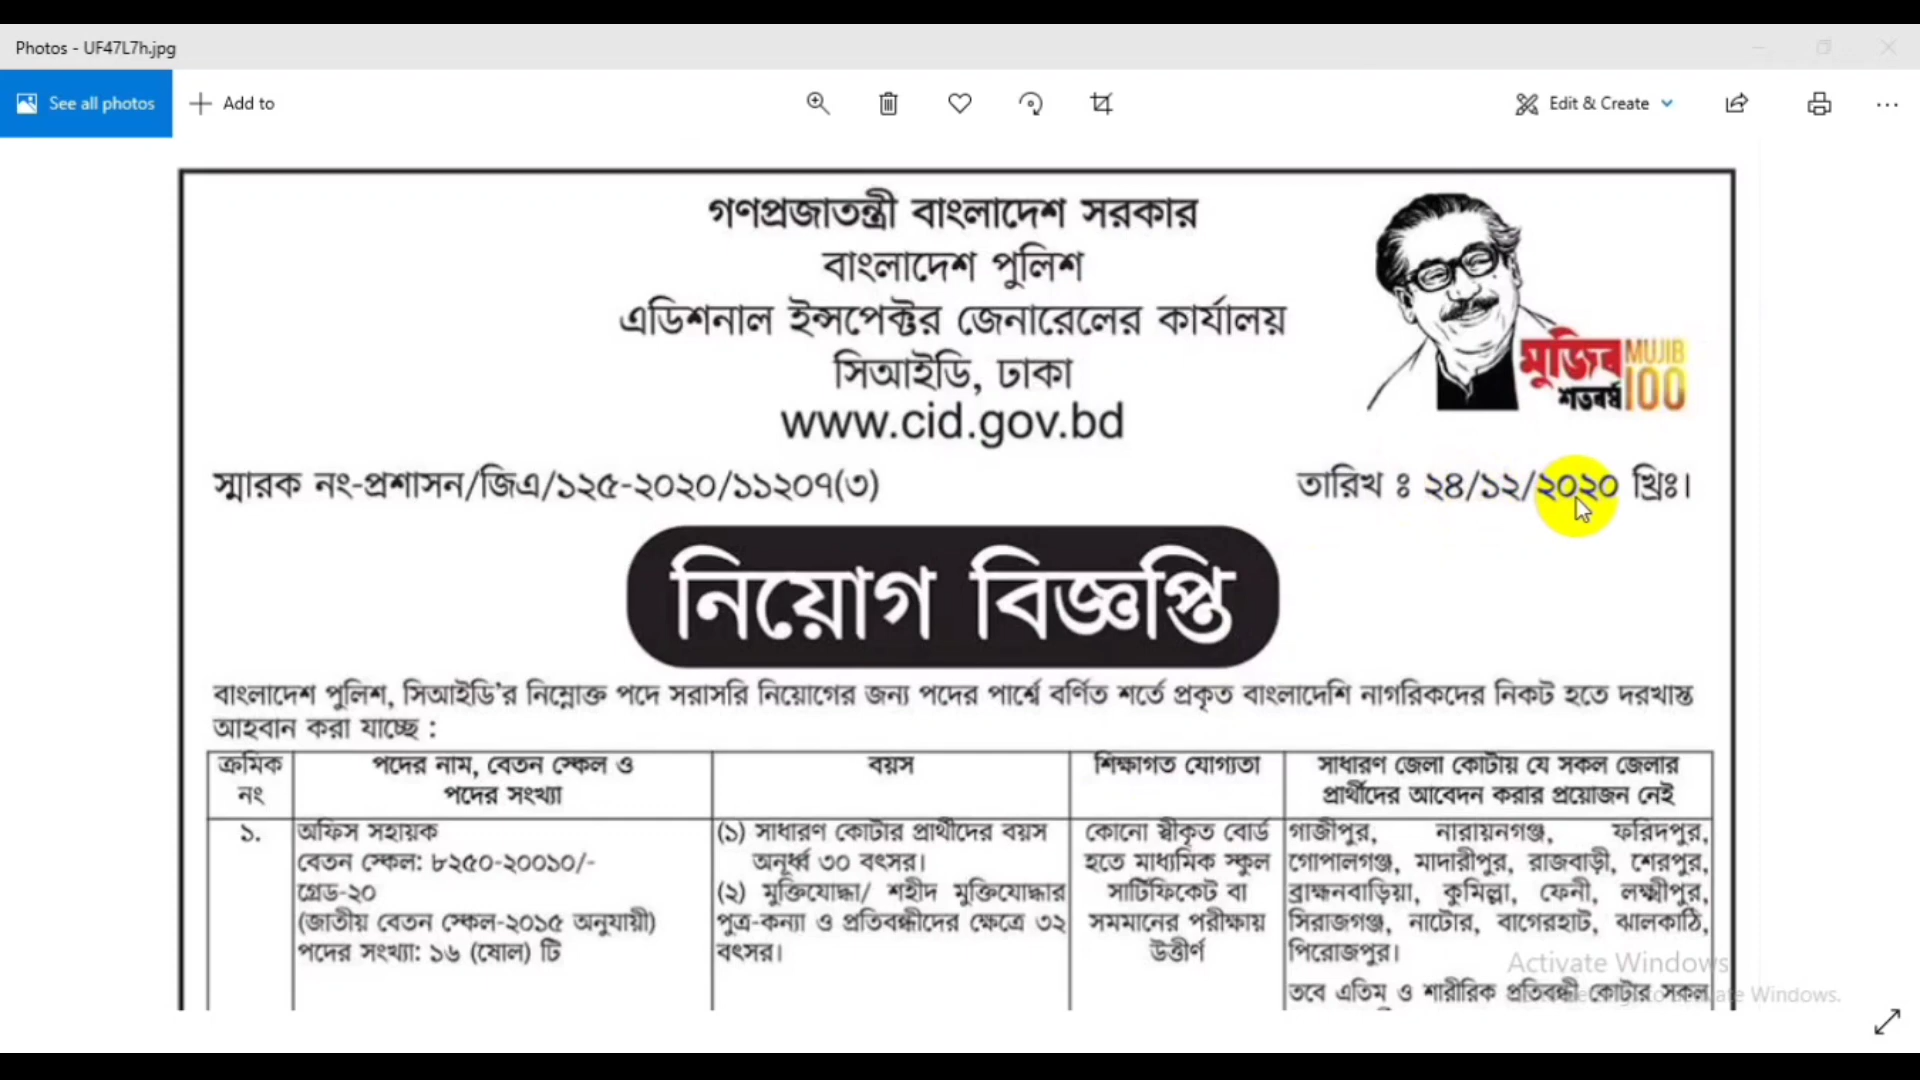 Photos - UF47L7h.jpg
See all photos
Add to
Edit & Create
গণপ্রজাতন্ত্রী বাংলাদেশ সরকার
বাংলাদেশ পুলিশ
এডিশনাল ইন্সপেক্টর জেনারেলের কার্যালয়
সিআইডি, ঢাকা
www.cid.gov.bd
মুজিব
শতবর্ষ
MUJIB
100
স্মারক নং-প্রশাসন/জিএ/১২৫-২০২০/১১২০৭(৩)
তারিখ ঃ ২৪/১২/২০২০ খ্রিঃ।
নিয়োগ বিজ্ঞপ্তি
বাংলাদেশ পুলিশ, সিআইডি'র নিম্নোক্ত পদে সরাসরি নিয়োগের জন্য পদের পার্শ্বে বর্ণিত শর্তে প্রকৃত বাংলাদেশি নাগরিকদের নিকট হতে দরখাস্ত
আহবান করা যাচ্ছে :
ক্রমিক
নং
পদের নাম, বেতন স্কেল ও
পদের সংখ্যা
বয়স
শিক্ষাগত যোগ্যতা
সাধারণ জেলা কোটায় যে সকল জেলার
প্রার্থীদের আবেদন করার প্রয়োজন নেই
১.
অফিস সহায়ক
বেতন স্কেল: ৮২৫০-২০০১০/-
গ্রেড-২০
(জাতীয় বেতন স্কেল-২০১৫ অনুযায়ী)
পদের সংখ্যা: ১৬ (ষোল) টি
(১) সাধারণ কোটার প্রার্থীদের বয়স
অনূর্ধ্ব ৩০ বৎসর।
(২) মুক্তিযোদ্ধা/ শহীদ মুক্তিযোদ্ধার
পুত্র-কন্যা ও প্রতিবন্ধীদের ক্ষেত্রে ৩২
বৎসর।
কোনো স্বীকৃত বোর্ড
হতে মাধ্যমিক স্কুল
সার্টিফিকেট বা
সমমানের পরীক্ষায়
উত্তীর্ণ
গাজীপুর, নারায়নগঞ্জ, ফরিদপুর,
গোপালগঞ্জ, মাদারীপুর, রাজবাড়ী, শেরপুর,
ব্রাহ্মনবাড়িয়া, কুমিল্লা, ফেনী, লক্ষ্মীপুর,
সিরাজগঞ্জ, নাটোর, বাগেরহাট, ঝালকাঠি,
পিরোজপুর।
তবে এতিম ও শারীরিক প্রতিবন্ধী কোটার সকল
Activate Windows
Windows.